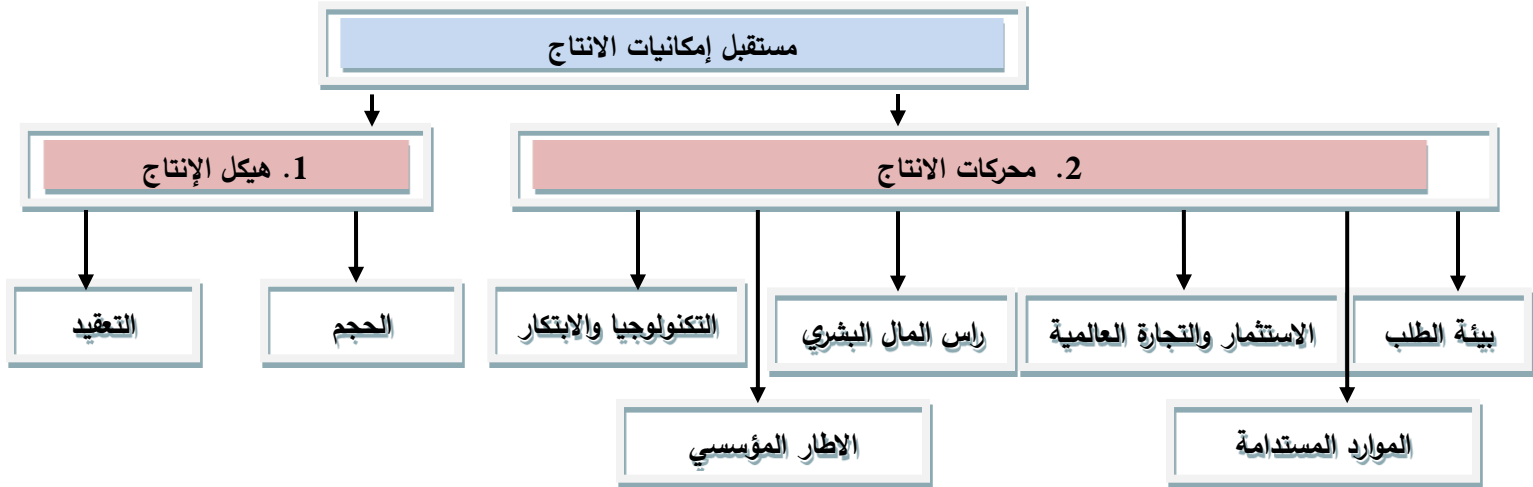 مستقبل إمكانيات الانتاج
1. هيكل الإنتاج
2. محركات الانتاج
التعقيد
الحجم
التكنولوجيا والابتكار
راس المال البشري
الاستثمار والتجارة العالمية
بيئة الطلب
الاطار المؤسسي
الموارد المستدامة